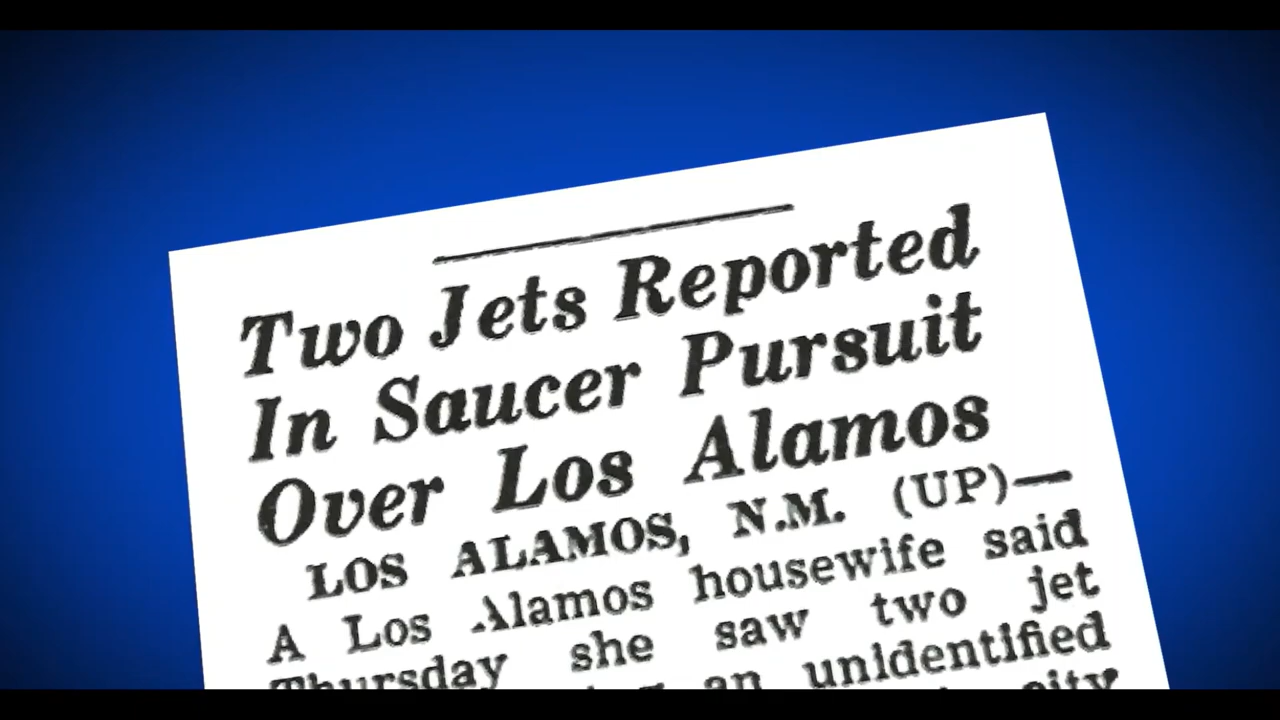 Two Jets Reported
In Saucer Pursuit
Over Los Alamos
LOS ALAMOS, N.M. (UP)—
A Los Alamos housewife said
Thursday she saw two jet
an unidentified
city